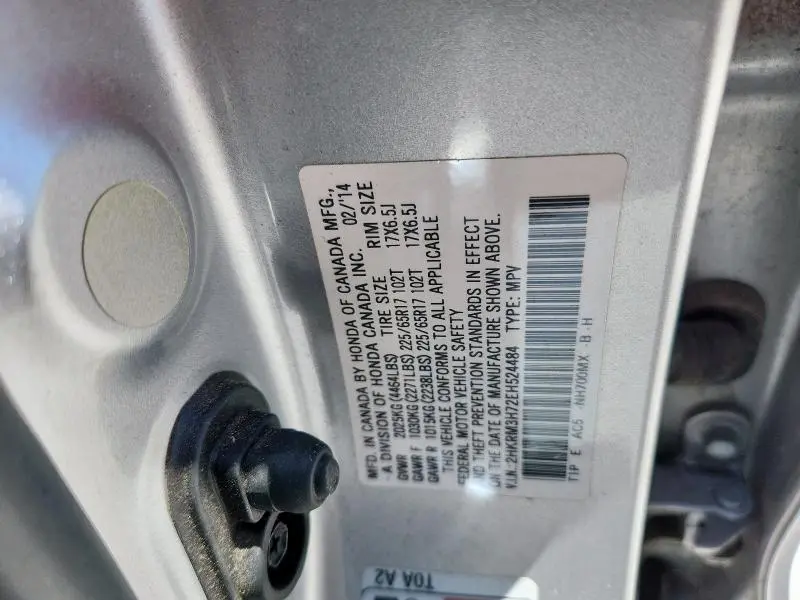 MFD. IN CANADA BY HONDA OF CANADA MFG.,
A DIVISION OF HONDA CANADA INC. 02/'14
GVWR 2025KG(4464LBS) TIRE SIZE RIM SIZE
GAWR F 1030KG(2271LBS) 225/65R17 102T 17X6.5J
GAWR R 1015KG(2238LBS) 225/65R17 102T 17X6.5J
THIS VEHICLE CONFORMS TO ALL APPLICABLE
FEDERAL MOTOR VEHICLE SAFETY
AND THEFT PREVENTION STANDARDS IN EFFECT
ON THE DATE OF MANUFACTURE SHOWN ABOVE.
V.I.N.:2HKRM3H72EH524484 TYPE: MPV
TIP E AC5 NH700MX -B -H
T0A A2